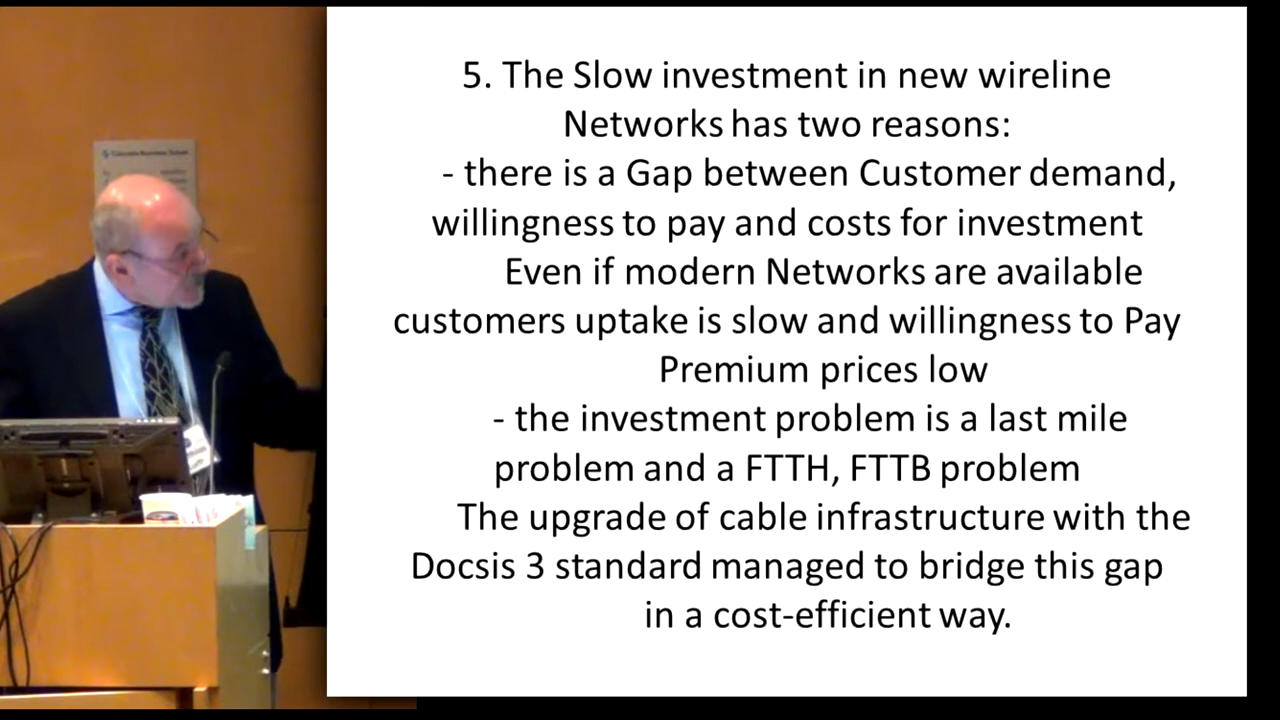 Columbia Business School
5. The Slow investment in new wireline
Networks has two reasons:
- there is a Gap between Customer demand,
willingness to pay and costs for investment
Even if modern Networks are available
customers uptake is slow and willingness to Pay
Premium prices low
- the investment problem is a last mile
problem and a FTTH, FTTB problem
The upgrade of cable infrastructure with the
Docsis 3 standard managed to bridge this gap
in a cost-efficient way.